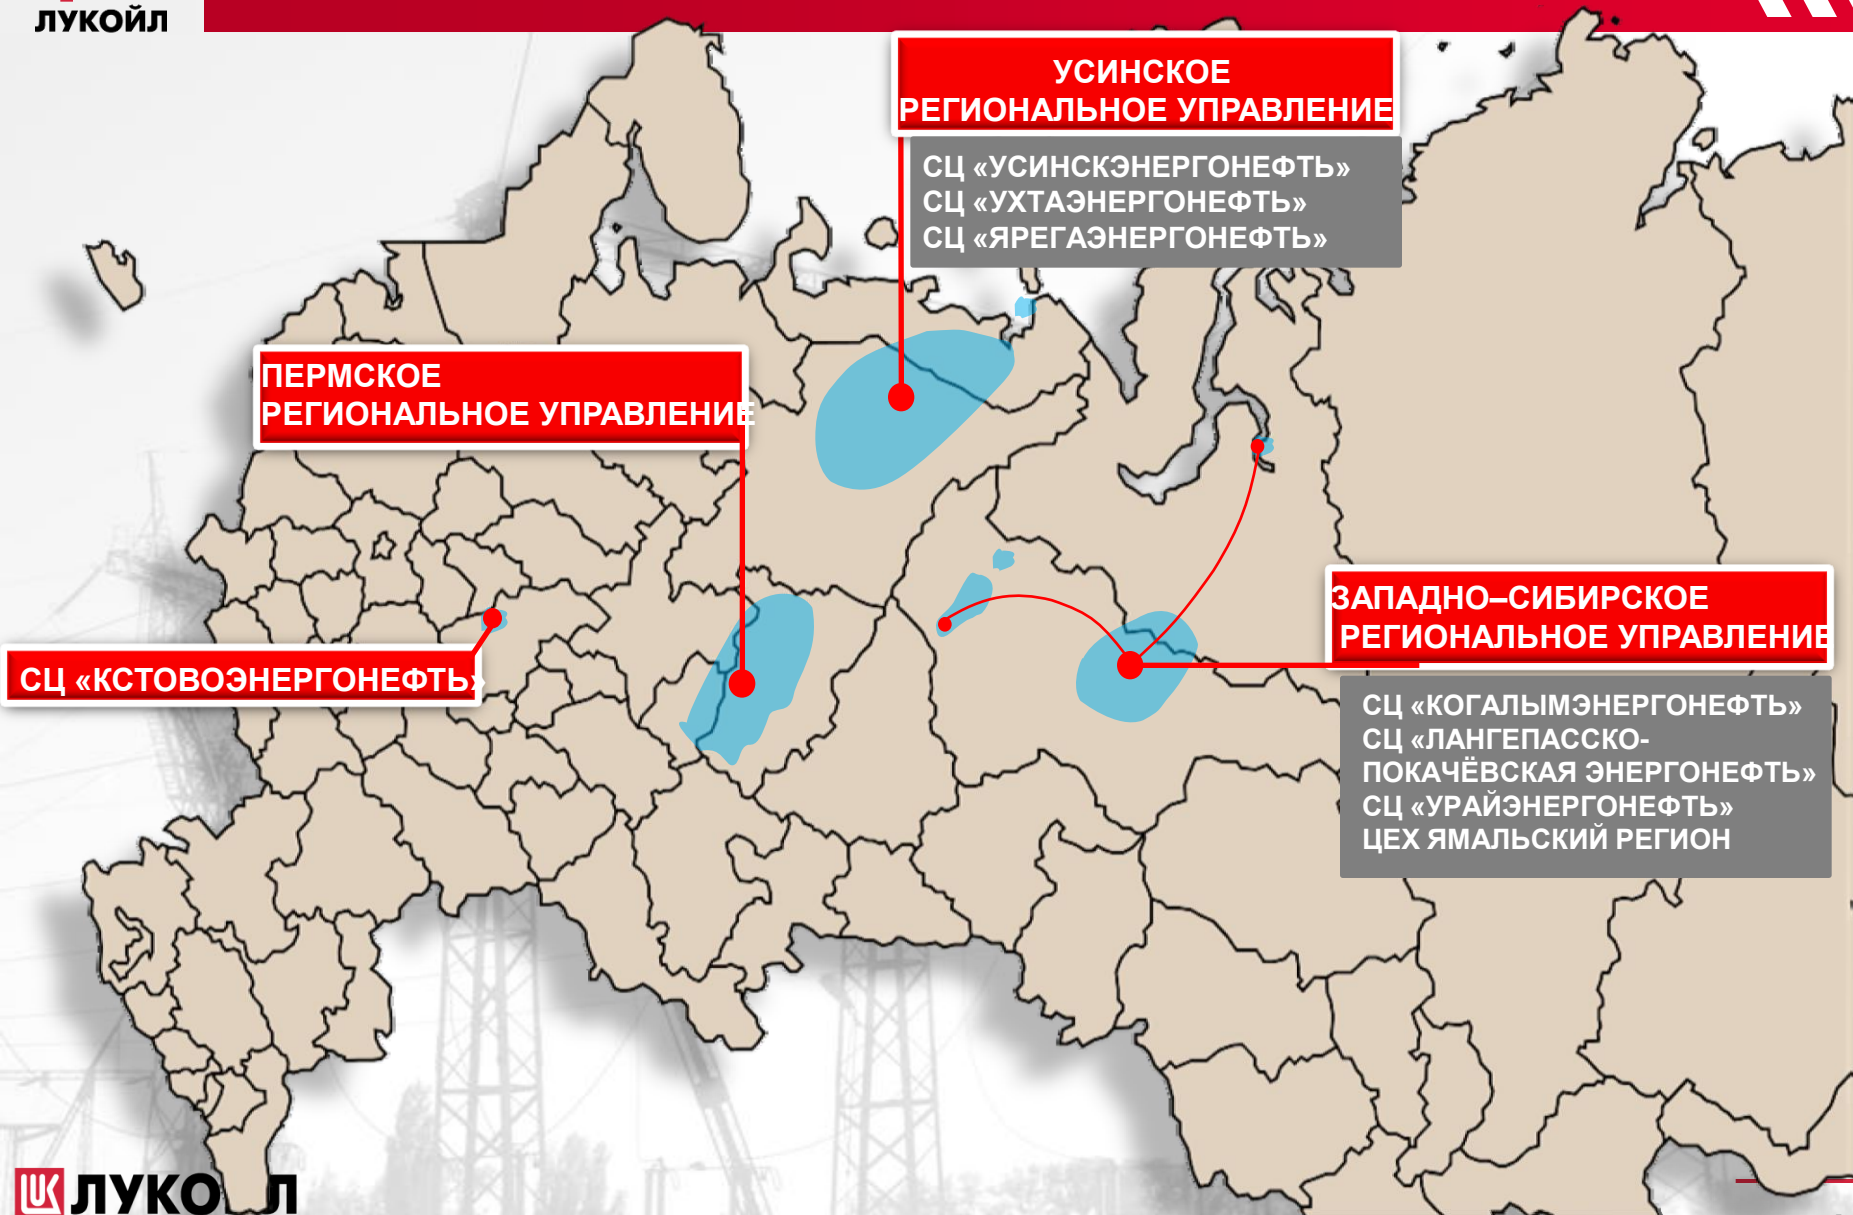 ЛУКОЙЛ
УСИНСКОЕ
РЕГИОНАЛЬНОЕ УПРАВЛЕНИЕ
СЦ «УСИНСКЭНЕРГОНЕФТЬ»
СЦ «УХТАЭНЕРГОНЕФТЬ»
СЦ «ЯРЕГАЭНЕРГОНЕФТЬ»
ПЕРМСКОЕ
РЕГИОНАЛЬНОЕ УПРАВЛЕНИЕ
ЗАПАДНО–СИБИРСКОЕ
РЕГИОНАЛЬНОЕ УПРАВЛЕНИЕ
СЦ «КСТОВОЭНЕРГОНЕФТЬ»
СЦ «КОГАЛЫМЭНЕРГОНЕФТЬ»
СЦ «ЛАНГЕПАССКО-
ПОКАЧЁВСКАЯ ЭНЕРГОНЕФТЬ»
СЦ «УРАЙЭНЕРГОНЕФТЬ»
ЦЕХ ЯМАЛЬСКИЙ РЕГИОН
ЛУКО Л